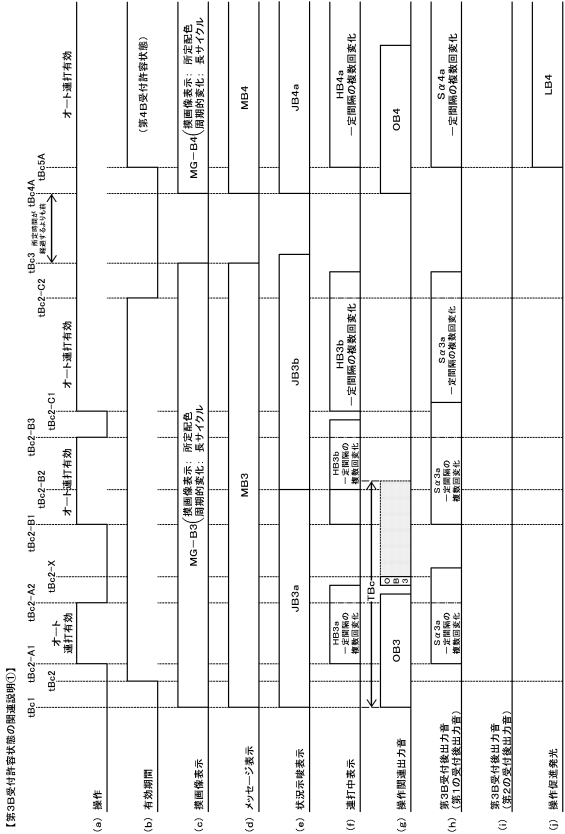 【第3B受付許容状態の関連説明①】
tBc1
tBc2
tBc2-A1
tBc2-A2
tBc2-X
tBc2-B1
tBc2-B2
tBc2-B3
tBc2-C1
tBc2-C2
tBc3
所定時間が
経過するよりも前
tBc4A
tBc5A
(a) 操作
オート
連打有効
オート連打有効
オート連打有効
オート連打有効
(b) 有効期間
(第4B受付許容状態)
(c) 摸画像表示
MG-B3(摸画像表示: 所定配色
周期的変化: 長サイクル
MG-B4(摸画像表示: 所定配色
周期的変化: 長サイクル
(d) メッセージ表示
MB3
MB4
(e) 状況示唆表示
JB3a
JB3b
JB4a
(f) 連打中表示
HB3a
一定間隔の
複数回変化
HB3b
一定間隔の
複数回変化
HB3b
一定間隔の複数回変化
HB4a
一定間隔の複数回変化
TBc
(g) 操作関連出力音
OB3
OB3
OB4
(h) 第3B受付後出力音
(第1の受付後出力音)
Sα3a
一定間隔の
複数回変化
Sα3a
一定間隔の
複数回変化
Sα3a
一定間隔の複数回変化
Sα4a
一定間隔の複数回変化
(i) 第3B受付後出力音
(第2の受付後出力音)
(j) 操作促進発光
LB4